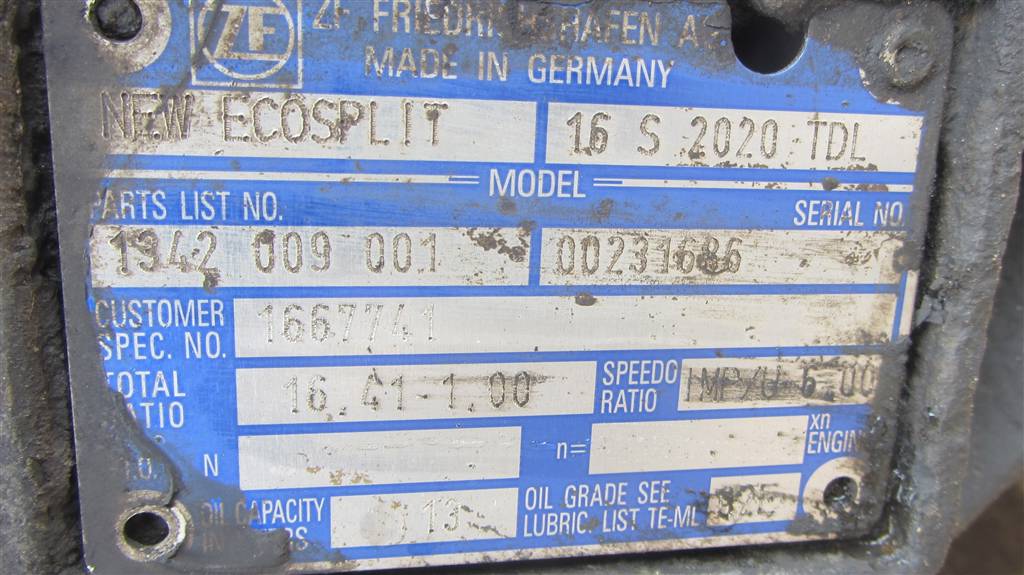 ZF
MADE IN GERMANY
NEW ECOSPLIT 16 S 2020 TDL
MODEL
PARTS LIST NO. SERIAL NO.
1342 009 001 00231686
CUSTOMER SPEC. NO. 1667741
TOTAL RATIO 16.41-1.00 SPEEDO RATIO IMP/U 6.00
N n= xn
ENGINE
OIL CAPACITY 13 OIL GRADE SEE
LUBRIC. LIST TE-ML